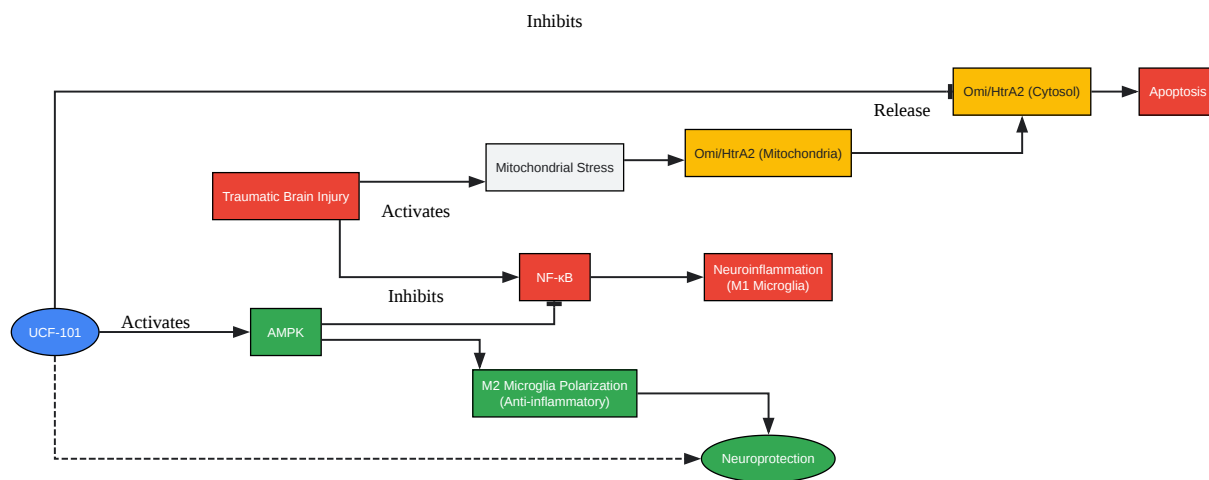 Inhibits
Omi/HtrA2 (Cytosol)
Apoptosis
Release
Omi/HtrA2 (Mitochondria)
Mitochondrial Stress
Traumatic Brain Injury
Activates
NF-κB
Neuroinflammation
(M1 Microglia)
Inhibits
UCF-101
Activates
AMPK
M2 Microglia Polarization
(Anti-inflammatory)
Neuroprotection